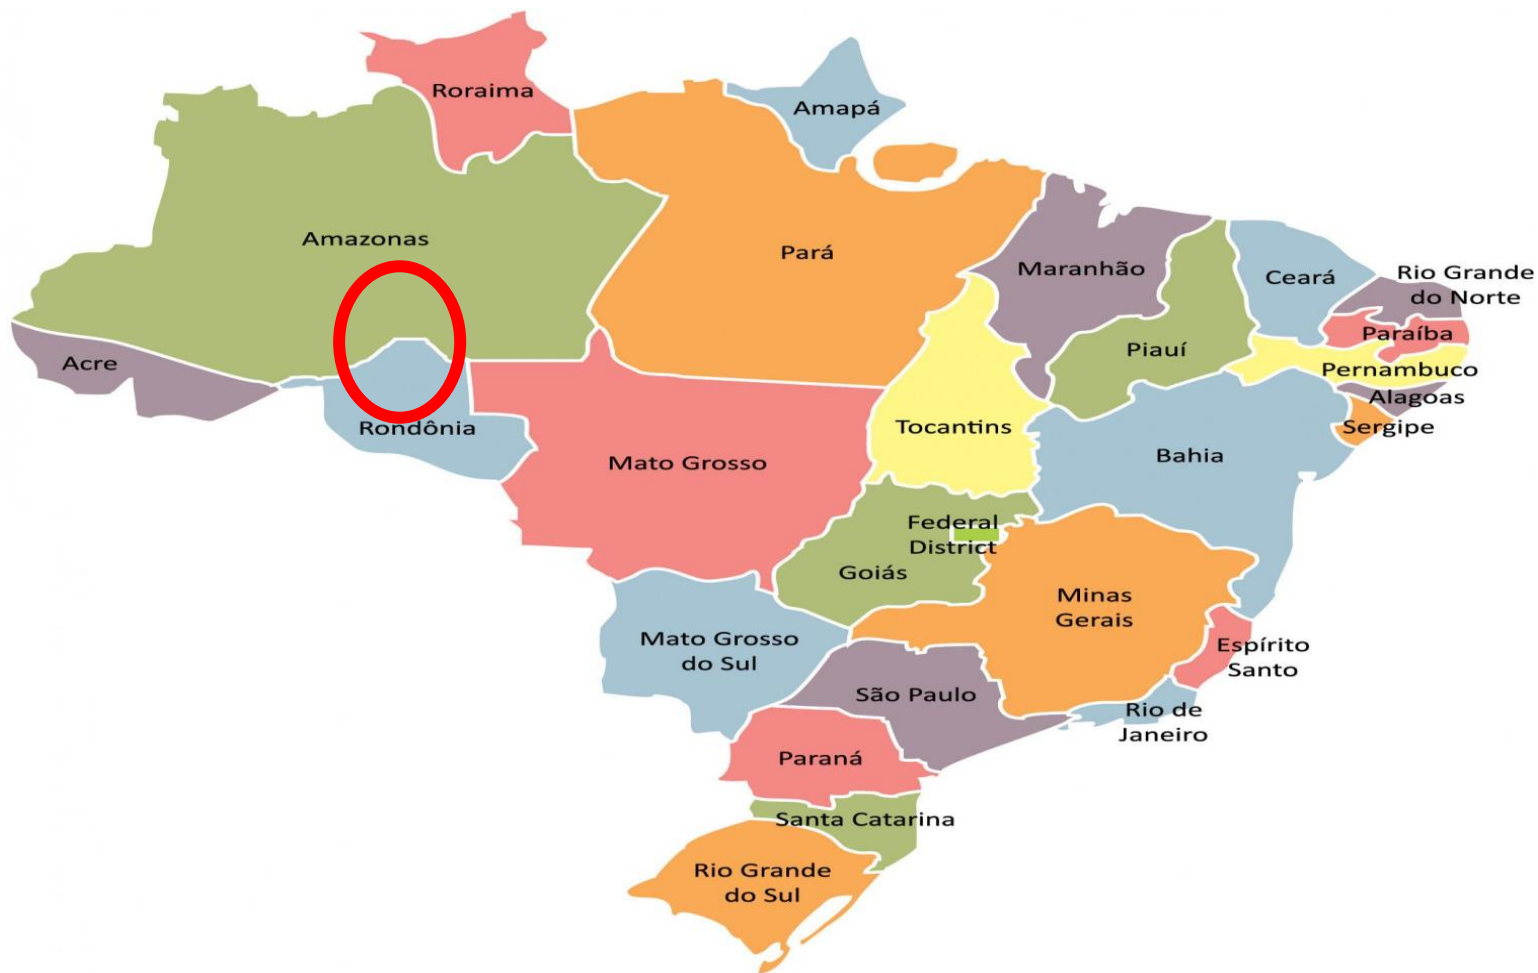 Roraima
Amapá
Amazonas
Pará
Maranhão
Ceará
Rio Grande
do Norte
Paraíba
Piauí
Pernambuco
Acre
Alagoas
Sergipe
Rondônia
Tocantins
Mato Grosso
Bahia
Federal
District
Goiás
Minas
Gerais
Mato Grosso
do Sul
Espírito
Santo
São Paulo
Rio de
Janeiro
Paraná
Santa Catarina
Rio Grande
do Sul